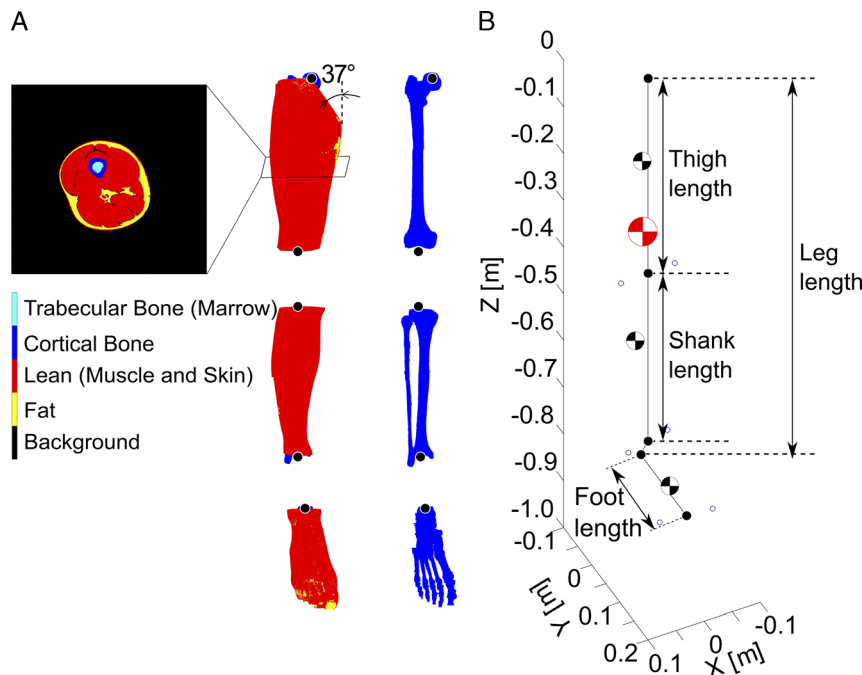 A
37°
Trabecular Bone (Marrow)
Cortical Bone
Lean (Muscle and Skin)
Fat
Background
B
0
-0.1
-0.2
-0.3
-0.4
-0.5
-0.6
-0.7
-0.8
-0.9
-1.0
Z [m]
Thigh
length
Leg
length
Shank
length
Foot
length
-0.1
0
0.1
0.2
Y [m]
0.1
0
-0.1
X [m]